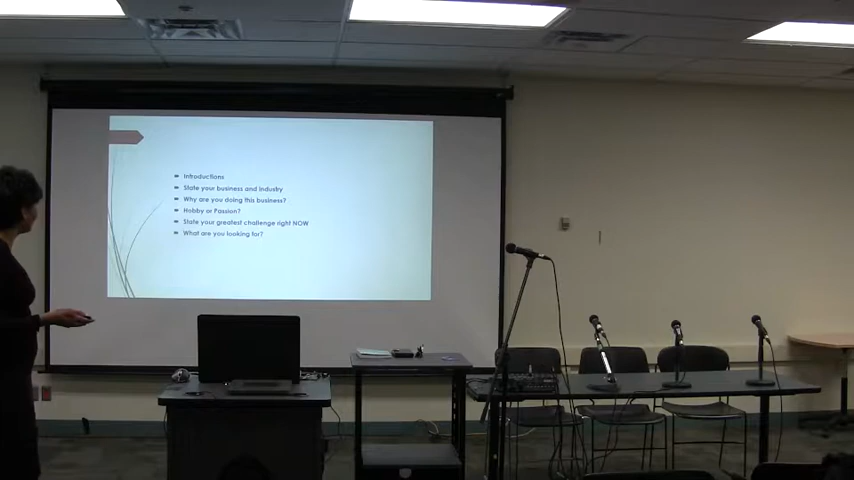 Introductions
State your business and industry
Why are you doing this business?
Hobby or Passion?
State your greatest challenge right NOW
What are you looking for?